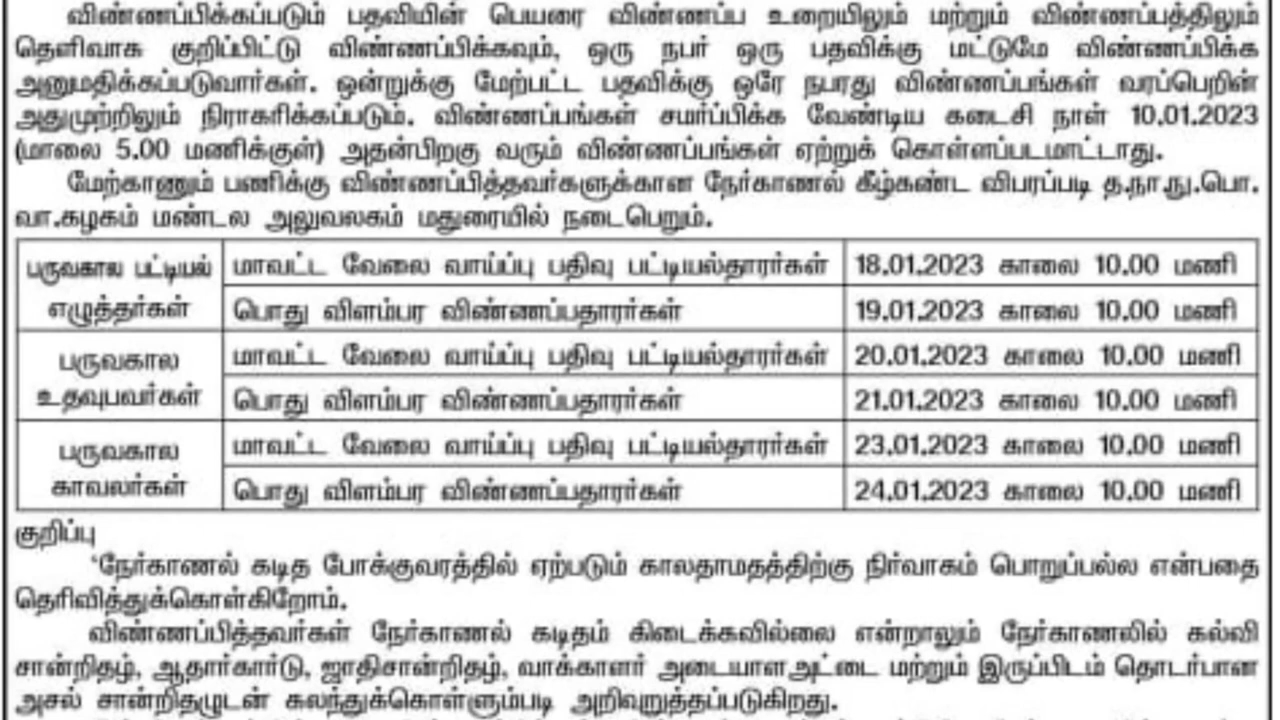 விண்ணப்பிக்கப்படும் பதவியின் பெயரை விண்ணப்ப உறையிலும் மற்றும் விண்ணப்பத்திலும்
தெளிவாக குறிப்பிட்டு விண்ணப்பிக்கவும், ஒரு நபர் ஒரு பதவிக்கு மட்டுமே விண்ணப்பிக்க
அனுமதிக்கப்படுவார்கள். ஒன்றுக்கு மேற்பட்ட பதவிக்கு ஒரே நபரது விண்ணப்பங்கள் வரப்பெறின்
அதுமுற்றிலும் நிராகரிக்கப்படும். விண்ணப்பங்கள் சமர்ப்பிக்க வேண்டிய கடைசி நாள் 10.01.2023
(மாலை 5.00 மணிக்குள்) அதன்பிறகு வரும் விண்ணப்பங்கள் ஏற்றுக் கொள்ளப்படமாட்டாது.
மேற்காணும் பணிக்கு விண்ணப்பித்தவர்களுக்கான நேர்காணல் கீழ்கண்ட விபரப்படி த.நா.நு.பொ.
வா.கழகம் மண்டல அலுவலகம் மதுரையில் நடைபெறும்.
பருவகால பட்டியல் மாவட்ட வேலை வாய்ப்பு பதிவு பட்டியல்தாரர்கள் 18.01.2023 காலை 10.00 மணி
எழுத்தர்கள் பொது விளம்பர விண்ணப்பதாரர்கள் 19.01.2023 காலை 10.00 மணி
பருவகால மாவட்ட வேலை வாய்ப்பு பதிவு பட்டியல்தாரர்கள் 20.01.2023 காலை 10.00 மணி
உதவுபவர்கள் பொது விளம்பர விண்ணப்பதாரர்கள் 21.01.2023 காலை 10.00 மணி
பருவகால மாவட்ட வேலை வாய்ப்பு பதிவு பட்டியல்தாரர்கள் 23.01.2023 காலை 10.00 மணி
காவலர்கள் பொது விளம்பர விண்ணப்பதாரர்கள் 24.01.2023 காலை 10.00 மணி
குறிப்பு
‘நேர்காணல் கடித போக்குவரத்தில் ஏற்படும் காலதாமதத்திற்கு நிர்வாகம் பொறுப்பல்ல என்பதை
தெரிவித்துக்கொள்கிறோம்.
விண்ணப்பித்தவர்கள் நேர்காணல் கடிதம் கிடைக்கவில்லை என்றாலும் நேர்காணலில் கல்வி
சான்றிதழ், ஆதார்கார்டு, ஜாதிசான்றிதழ், வாக்காளர் அடையாளஅட்டை மற்றும் இருப்பிடம் தொடர்பான
அசல் சான்றிதழுடன் கலந்துக்கொள்ளும்படி அறிவுறுத்தப்படுகிறது.